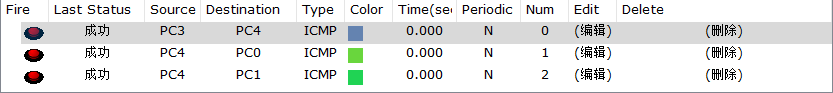 Fire Last Status Source Destination Type Color Time(sec Periodic Num Edit Delete
成功 PC3 PC4 ICMP 0.000 N 0 (编辑) (删除)
成功 PC4 PC0 ICMP 0.000 N 1 (编辑) (删除)
成功 PC4 PC1 ICMP 0.000 N 2 (编辑) (删除)